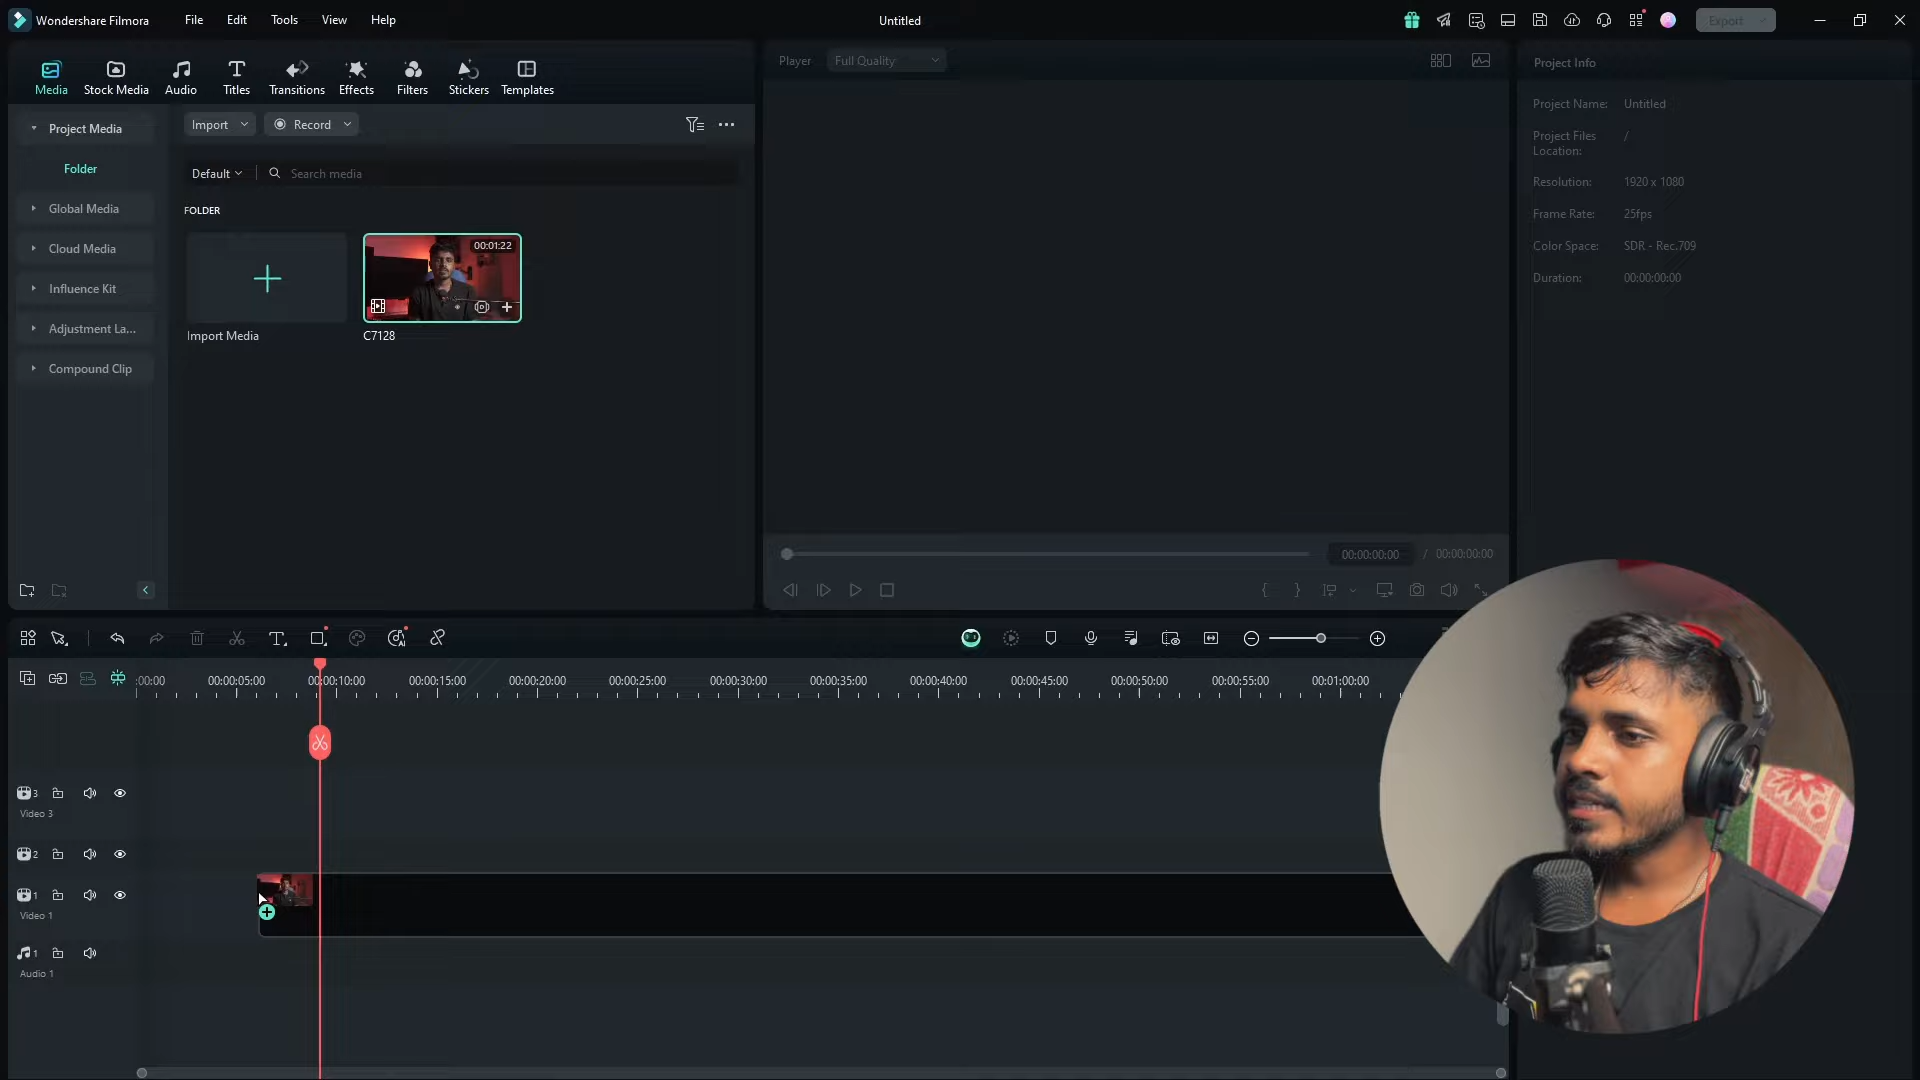 Wondershare Filmora
File
Edit
Tools
View
Help
Untitled
Export
Media
Stock Media
Audio
Titles
Transitions
Effects
Filters
Stickers
Templates
Player
Full Quality
Project Info
Project Media
Folder
Global Media
Cloud Media
Influence Kit
Adjustment La...
Compound Clip
Import
Record
Default
Search media
FOLDER
00:01:22
Import Media
C7128
Project Name: Untitled
Project Files Location: /
Resolution: 1920 x 1080
Frame Rate: 25fps
Color Space: SDR - Rec.709
Duration: 00:00:00:00
00:00:00:00 / 00:00:00:00
:00:00
00:00:05:00
00:00:10:00
00:00:15:00
00:00:20:00
00:00:25:00
00:00:30:00
00:00:35:00
00:00:40:00
00:00:45:00
00:00:50:00
00:00:55:00
00:01:00:00
3
Video 3
2
1
Video 1
1
Audio 1